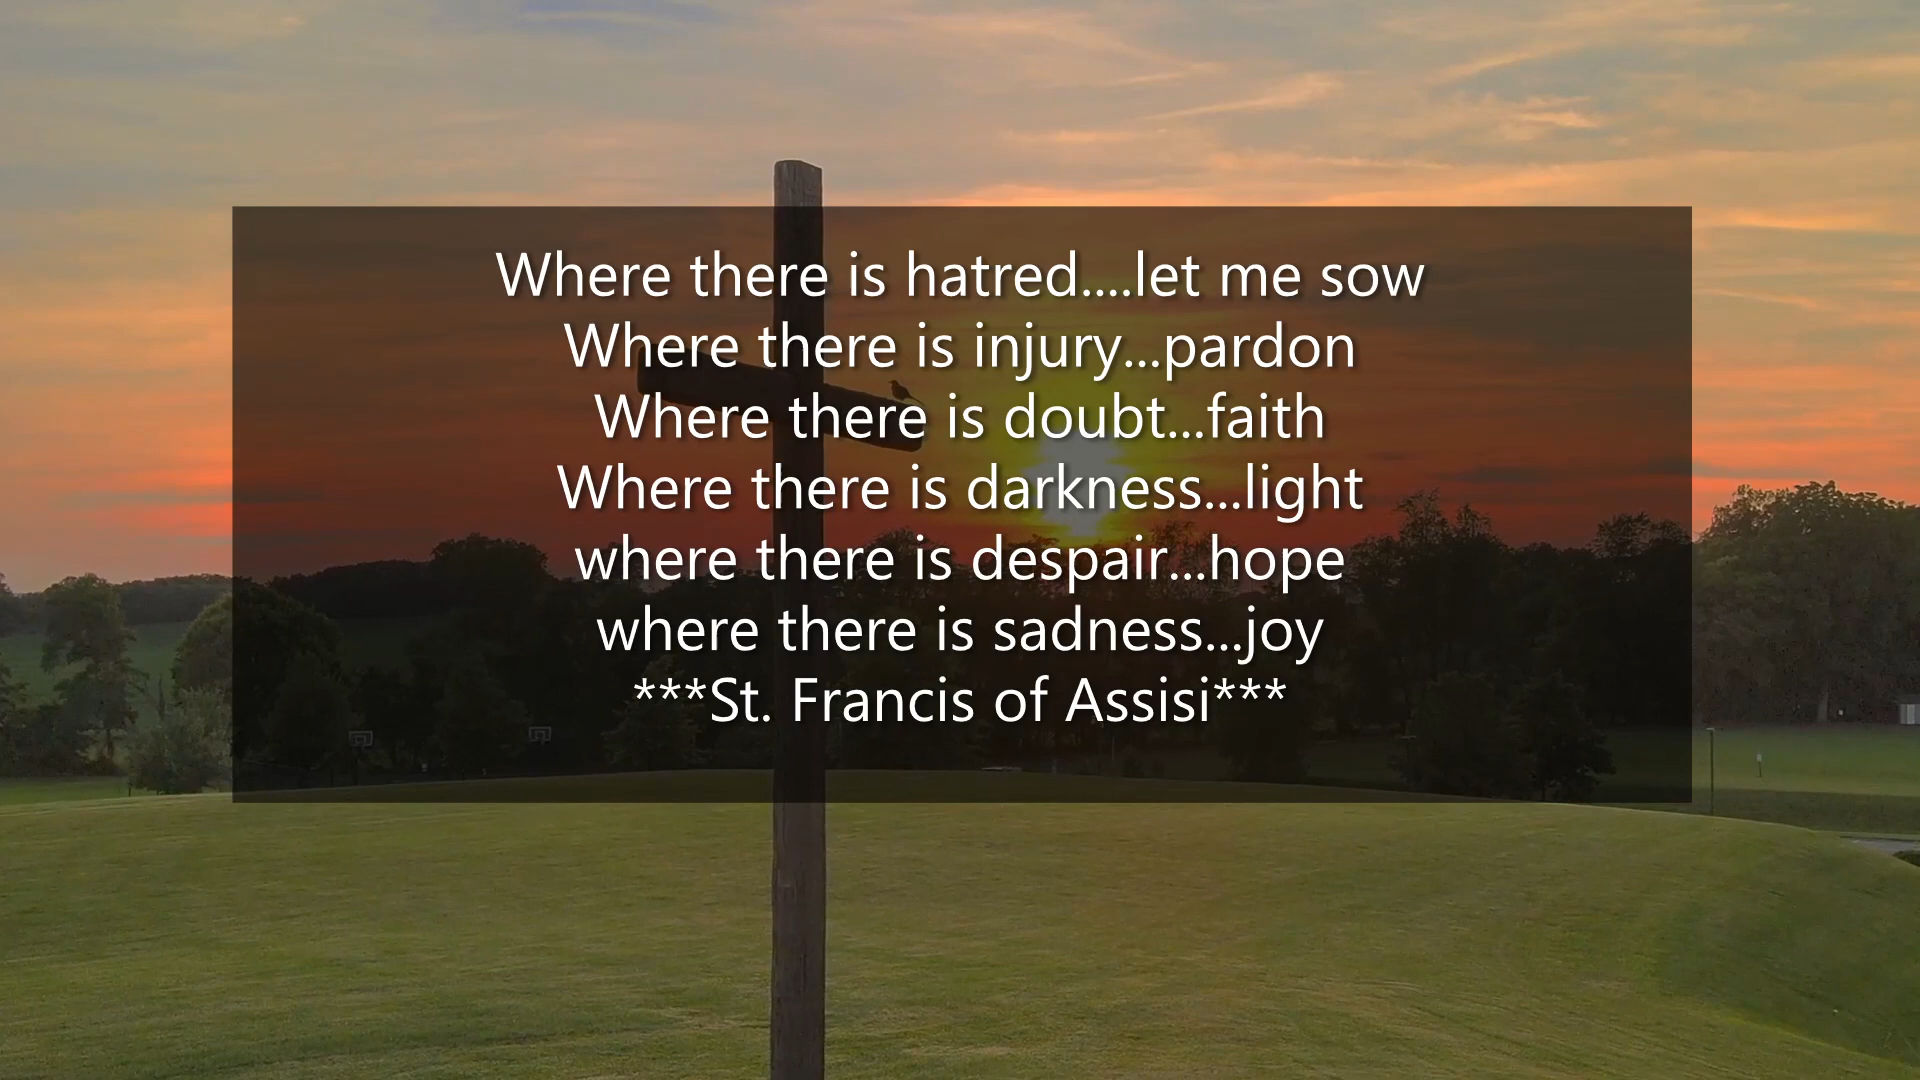 Where there is hatred....let me sow
Where there is injury...pardon
Where there is doubt...faith
Where there is darkness...light
where there is despair...hope
where there is sadness...joy
***St. Francis of Assisi***